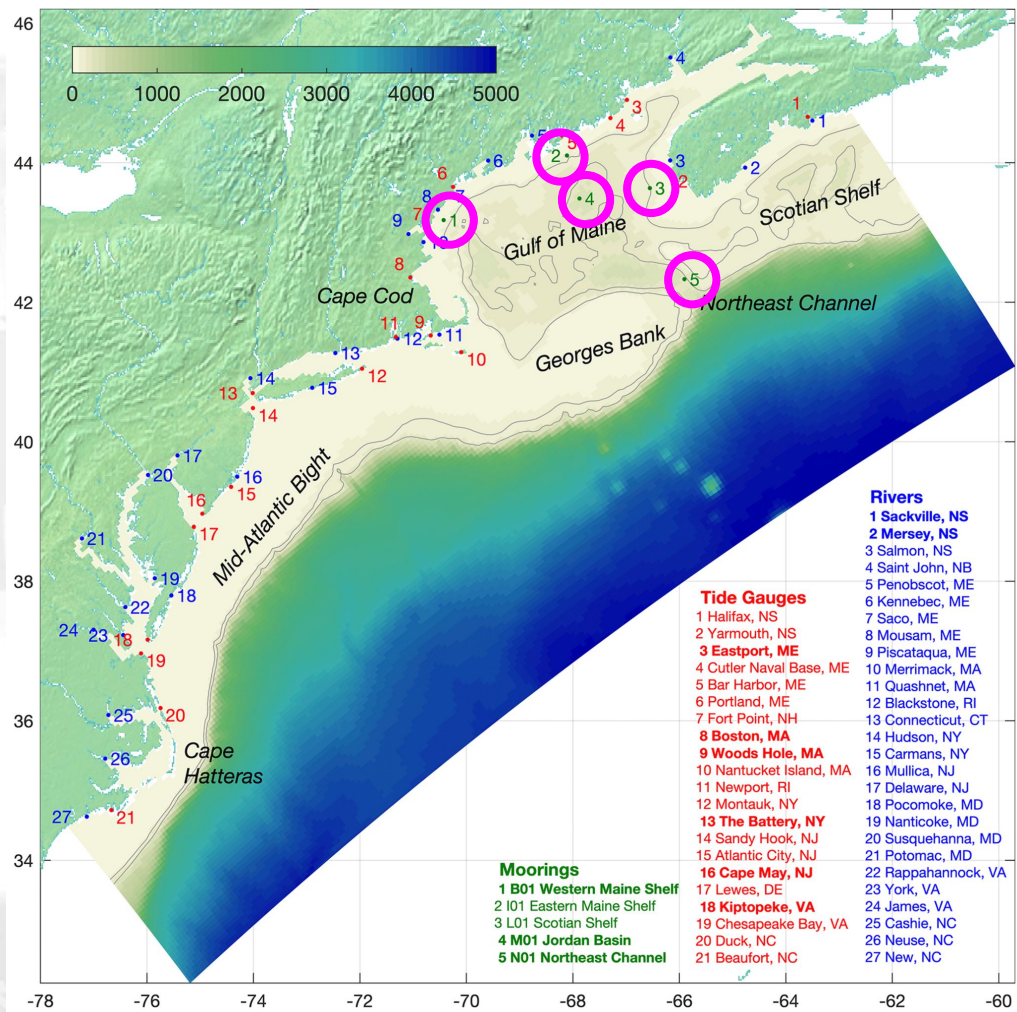 46
44
42
40
38
36
34
-78
-76
-74
-72
-70
-68
-66
-64
-62
-60
0 1000 2000 3000 4000 5000
4
3
4
1
1
5
5
2
6
3
2
2
6
8
7
3
4
7
1
9
10
8
Scotian Shelf
Gulf of Maine
5
Cape Cod
Northeast Channel
11
9
12
11
10
Georges Bank
13
12
14
15
13
14
17
20
16
15
16
17
Mid-Atlantic Bight
21
19
18
22
24
23
18
19
25
20
26
Cape
Hatteras
27
21
Moorings
1 B01 Western Maine Shelf
2 I01 Eastern Maine Shelf
3 L01 Scotian Shelf
4 M01 Jordan Basin
5 N01 Northeast Channel
Tide Gauges
1 Halifax, NS
2 Yarmouth, NS
3 Eastport, ME
4 Cutler Naval Base, ME
5 Bar Harbor, ME
6 Portland, ME
7 Fort Point, NH
8 Boston, MA
9 Woods Hole, MA
10 Nantucket Island, MA
11 Newport, RI
12 Montauk, NY
13 The Battery, NY
14 Sandy Hook, NJ
15 Atlantic City, NJ
16 Cape May, NJ
17 Lewes, DE
18 Kiptopeke, VA
19 Chesapeake Bay, VA
20 Duck, NC
21 Beaufort, NC
Rivers
1 Sackville, NS
2 Mersey, NS
3 Salmon, NS
4 Saint John, NB
5 Penobscot, ME
6 Kennebec, ME
7 Saco, ME
8 Mousam, ME
9 Piscataqua, ME
10 Merrimack, MA
11 Quashnet, MA
12 Blackstone, RI
13 Connecticut, CT
14 Hudson, NY
15 Carmans, NY
16 Mullica, NJ
17 Delaware, NJ
18 Pocomoke, MD
19 Nanticoke, MD
20 Susquehanna, MD
21 Potomac, MD
22 Rappahannock, VA
23 York, VA
24 James, VA
25 Cashie, NC
26 Neuse, NC
27 New, NC